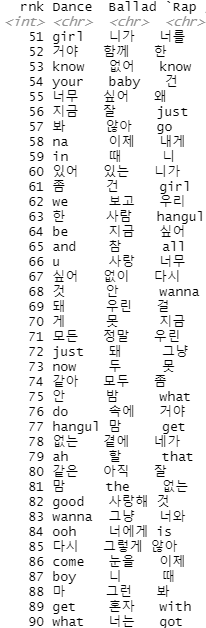 rnk Dance Ballad `Rap
<int> <chr> <chr> <chr>
51 girl 니가 너를
52 거야 함께 한
53 know 없어 know
54 your baby 건
55 너무 싶어 왜
56 지금 잘 just
57 봐 않아 go
58 na 이제 내게
59 in 때 니
60 있어 있는 니가
61 좀 건 girl
62 we 보고 우리
63 한 사람 hangul
64 be 지금 싶어
65 and 참 all
66 u 사랑 너무
67 싶어 없이 다시
68 것 안 wanna
69 돼 우린 걸
70 게 못 지금
71 모든 정말 우린
72 just 돼 그냥
73 now 두 못
74 같아 모두 좀
75 안 밤 what
76 do 속에 거야
77 hangul 맘 get
78 없는 곁에 네가
79 ah 할 that
80 같은 아직 잘
81 맘 the 없는
82 good 사랑해 것
83 wanna 그냥 너와
84 ooh 너에게 is
85 다시 그렇게 않아
86 come 눈을 이제
87 boy 니 때
88 마 그런 봐
89 get 혼자 with
90 what 너는 got